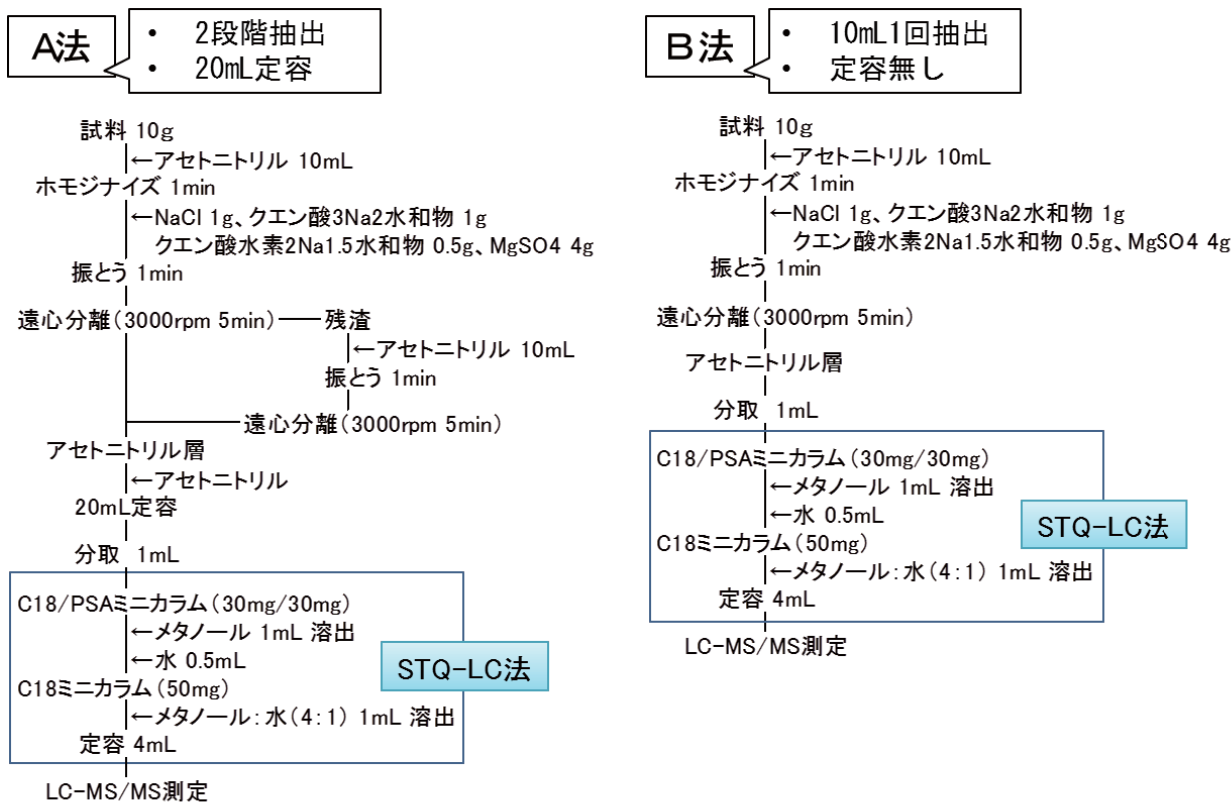 A法
• 2段階抽出
• 20mL定容
試料 10g
←アセトニトリル 10mL
ホモジナイズ 1min
←NaCl 1g、クエン酸3Na2水和物 1g
クエン酸水素2Na1.5水和物 0.5g、MgSO4 4g
振とう 1min
遠心分離（3000rpm 5min） 残渣
←アセトニトリル 10mL
振とう 1min
遠心分離（3000rpm 5min）
アセトニトリル層
←アセトニトリル
20mL定容
分取 1mL
C18/PSAミニカラム（30mg/30mg）
←メタノール 1mL 溶出
←水 0.5mL
STQ-LC法
C18ミニカラム（50mg）
←メタノール：水（4：1） 1mL 溶出
定容 4mL
LC-MS/MS測定
B法
• 10mL1回抽出
• 定容無し
試料 10g
←アセトニトリル 10mL
ホモジナイズ 1min
←NaCl 1g、クエン酸3Na2水和物 1g
クエン酸水素2Na1.5水和物 0.5g、MgSO4 4g
振とう 1min
遠心分離（3000rpm 5min）
アセトニトリル層
分取 1mL
C18/PSAミニカラム（30mg/30mg）
←メタノール 1mL 溶出
←水 0.5mL
STQ-LC法
C18ミニカラム（50mg）
←メタノール：水（4：1） 1mL 溶出
定容 4mL
LC-MS/MS測定